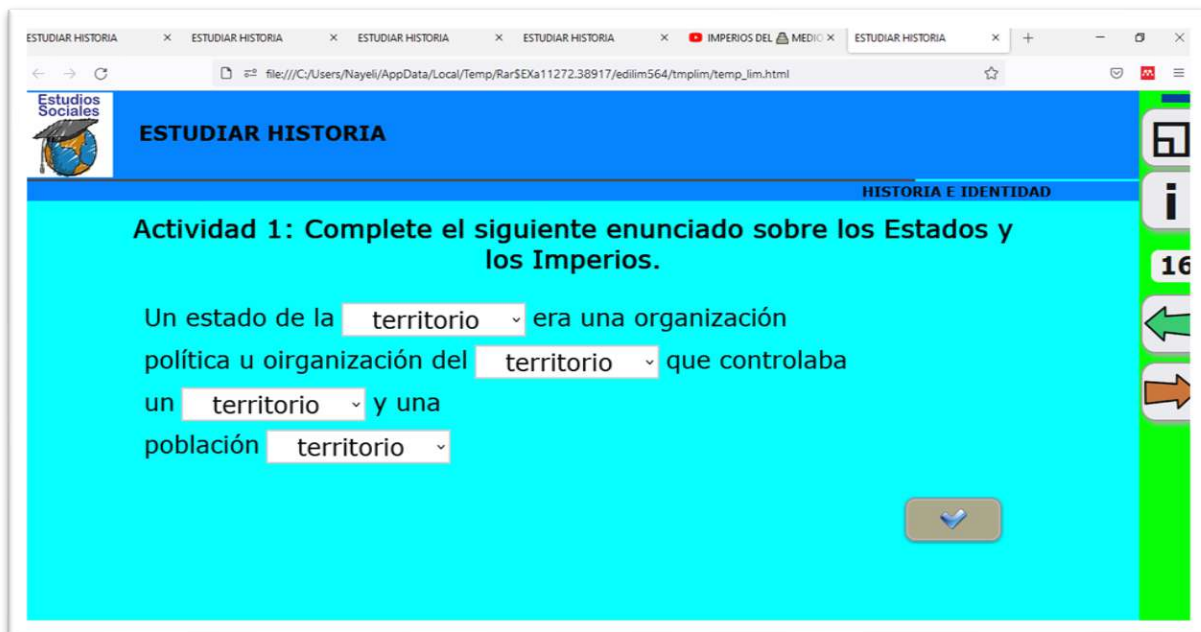 ESTUDIAR HISTORIA
ESTUDIAR HISTORIA
ESTUDIAR HISTORIA
ESTUDIAR HISTORIA
IMPERIOS DEL MEDIO
ESTUDIAR HISTORIA
file:///C:/Users/Nayeli/AppData/Local/Temp/Rar$EXa11272.38917/edilim564/tmplim/temp_lim.html
Estudios
Sociales
ESTUDIAR HISTORIA
HISTORIA E IDENTIDAD
i
16
Actividad 1: Complete el siguiente enunciado sobre los Estados y
los Imperios.
Un estado de la territorio era una organización
política u oirganización del territorio que controlaba
un territorio y una
población territorio